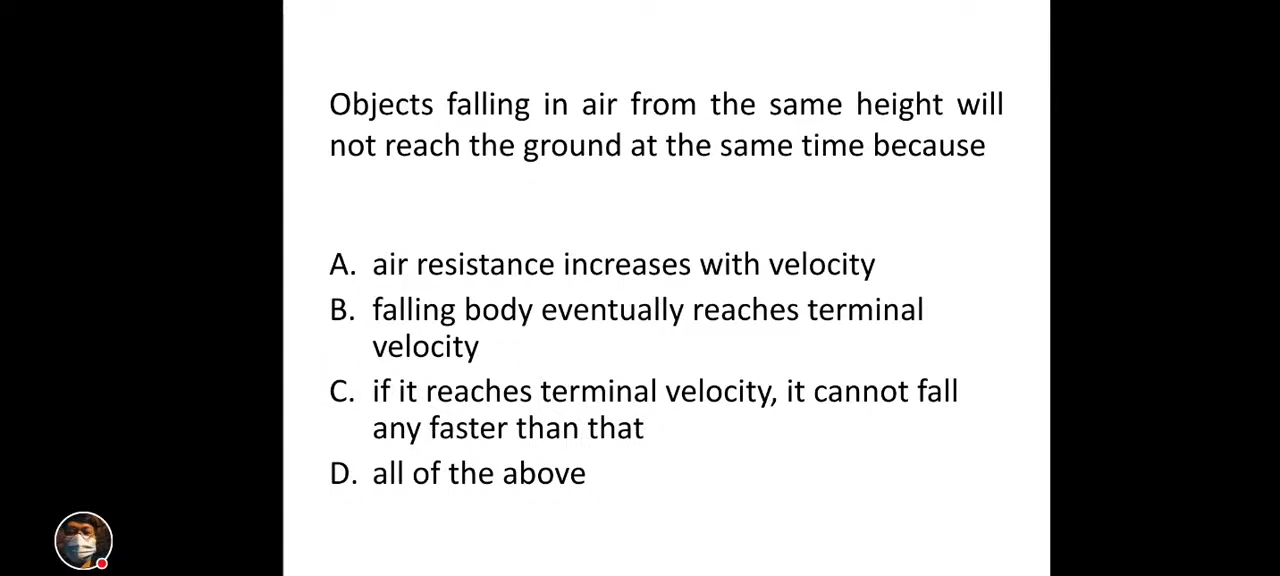 Objects falling in air from the same height will
not reach the ground at the same time because
A. air resistance increases with velocity
B. falling body eventually reaches terminal
velocity
C. if it reaches terminal velocity, it cannot fall
any faster than that
D. all of the above